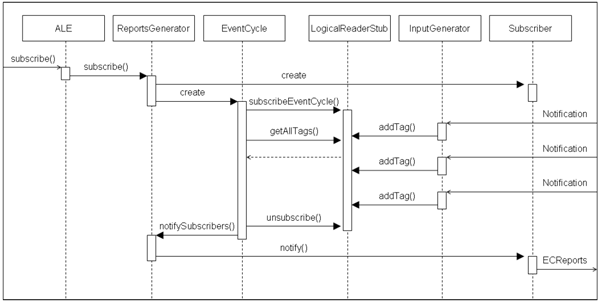 ALE ReportsGenerator EventCycle LogicalReaderStub InputGenerator Subscriber
subscribe()
subscribe()
create
create
subscribeEventCycle()
Notification
getAllTags()
addTag()
Notification
addTag()
Notification
addTag()
unsubscribe()
notifySubscribers()
notify()
ECReports